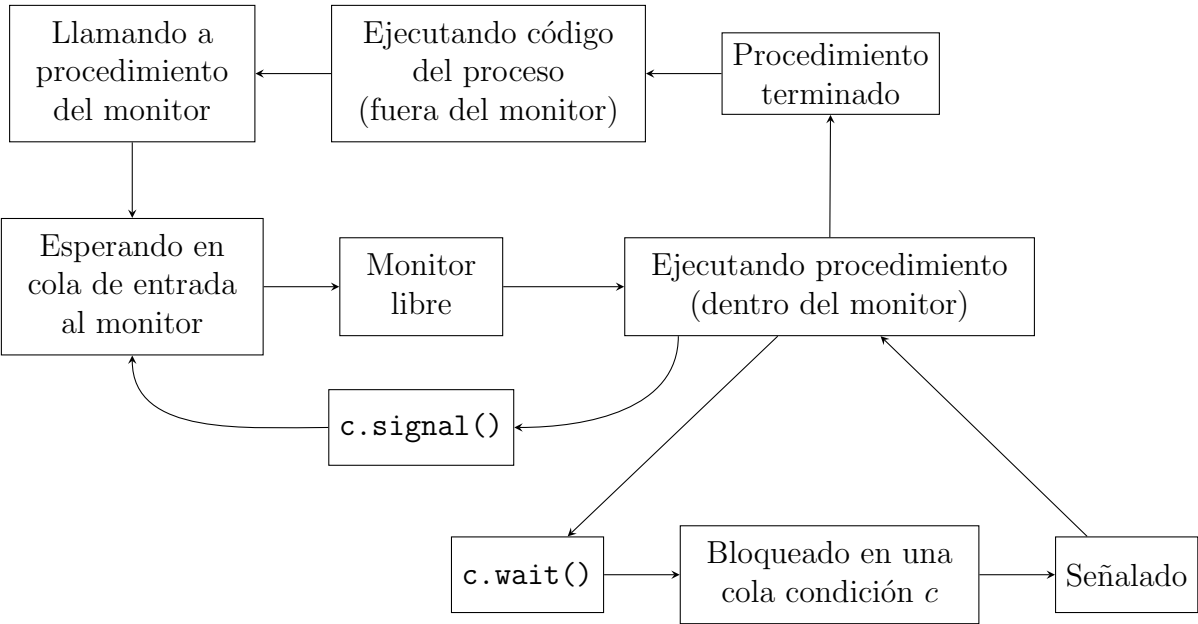 Llamando a
procedimiento
del monitor
Ejecutando código
del proceso
(fuera del monitor)
Procedimiento
terminado
Esperando en
cola de entrada
al monitor
Monitor
libre
Ejecutando procedimiento
(dentro del monitor)
c.signal()
c.wait()
Bloqueado en una
cola condición c
Señalado